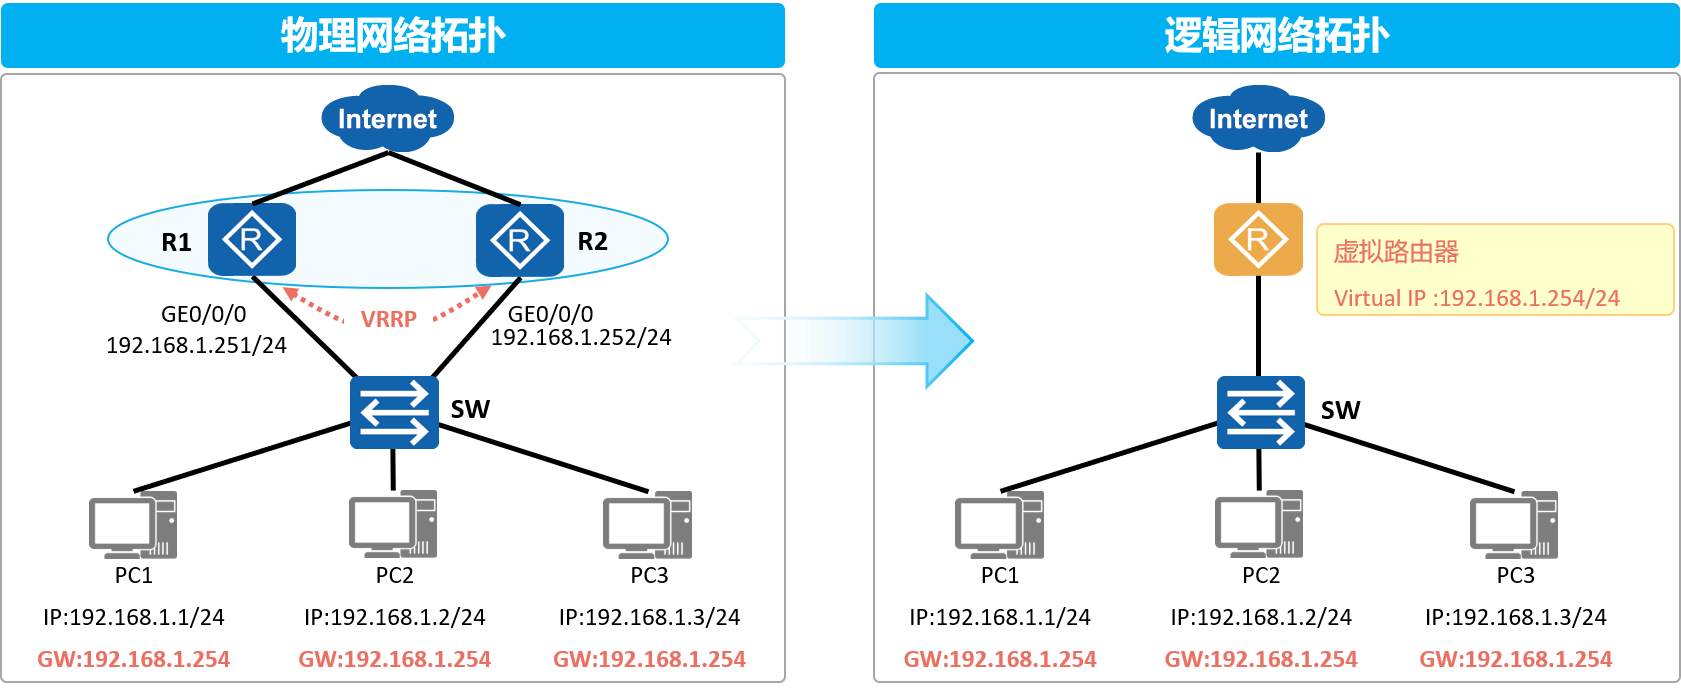 物理网络拓扑
Internet
R1
R2
GE0/0/0
192.168.1.251/24
VRRP
GE0/0/0
192.168.1.252/24
SW
PC1
PC2
PC3
IP:192.168.1.1/24
IP:192.168.1.2/24
IP:192.168.1.3/24
GW:192.168.1.254
GW:192.168.1.254
GW:192.168.1.254
逻辑网络拓扑
Internet
虚拟路由器
Virtual IP :192.168.1.254/24
SW
PC1
PC2
PC3
IP:192.168.1.1/24
IP:192.168.1.2/24
IP:192.168.1.3/24
GW:192.168.1.254
GW:192.168.1.254
GW:192.168.1.254
R
R
R